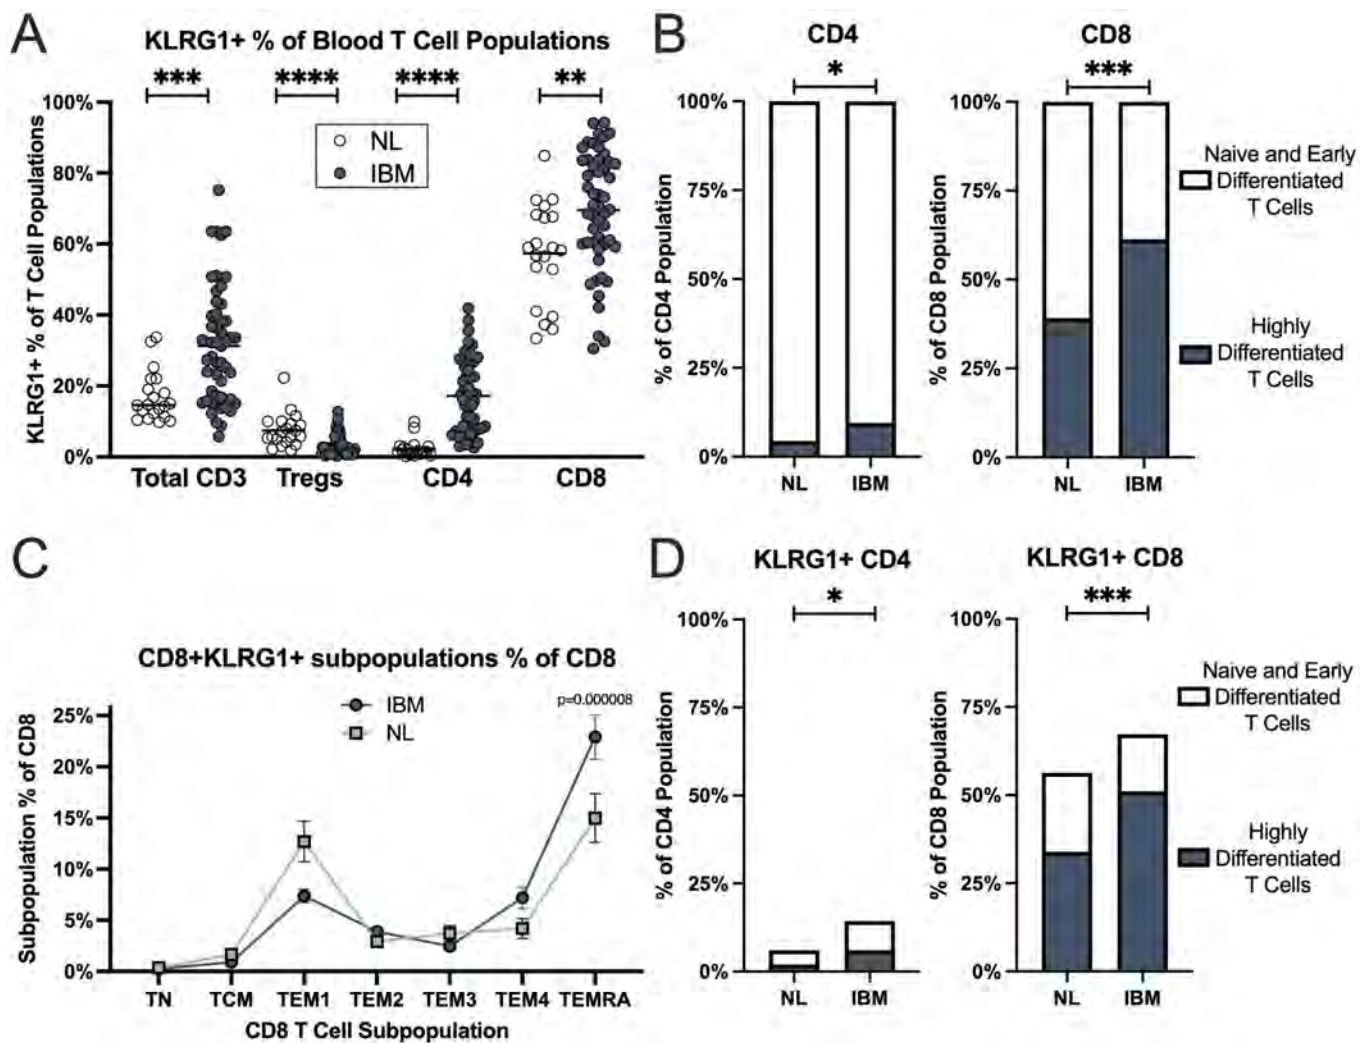 A
KLRG1+ % of Blood T Cell Populations
*** **** **** **
KLRG1+ % of T Cell Populations
100%
80%
60%
40%
20%
0%
NL
IBM
Total CD3 Tregs CD4 CD8
B
CD4
*
% of CD4 Population
100%
75%
50%
25%
0%
NL IBM
CD8
***
% of CD8 Population
100%
75%
50%
25%
0%
NL IBM
Naive and Early
Differentiated
T Cells
Highly
Differentiated
T Cells
C
CD8+KLRG1+ subpopulations % of CD8
Subpopulation % of CD8
25%
20%
15%
10%
5%
0%
IBM
NL
p=0.000008
TN TCM TEM1 TEM2 TEM3 TEM4 TEMRA
CD8 T Cell Subpopulation
D
KLRG1+ CD4
*
% of CD4 Population
100%
75%
50%
25%
0%
NL IBM
KLRG1+ CD8
***
% of CD8 Population
100%
75%
50%
25%
0%
NL IBM
Naive and Early
Differentiated
T Cells
Highly
Differentiated
T Cells